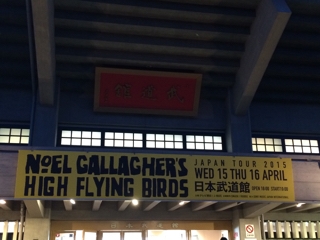 NOEL GALLAGHER'S
HIGH FLYING BIRDS
JAPAN TOUR 2015
WED 15 THU 16 APRIL
日本武道館